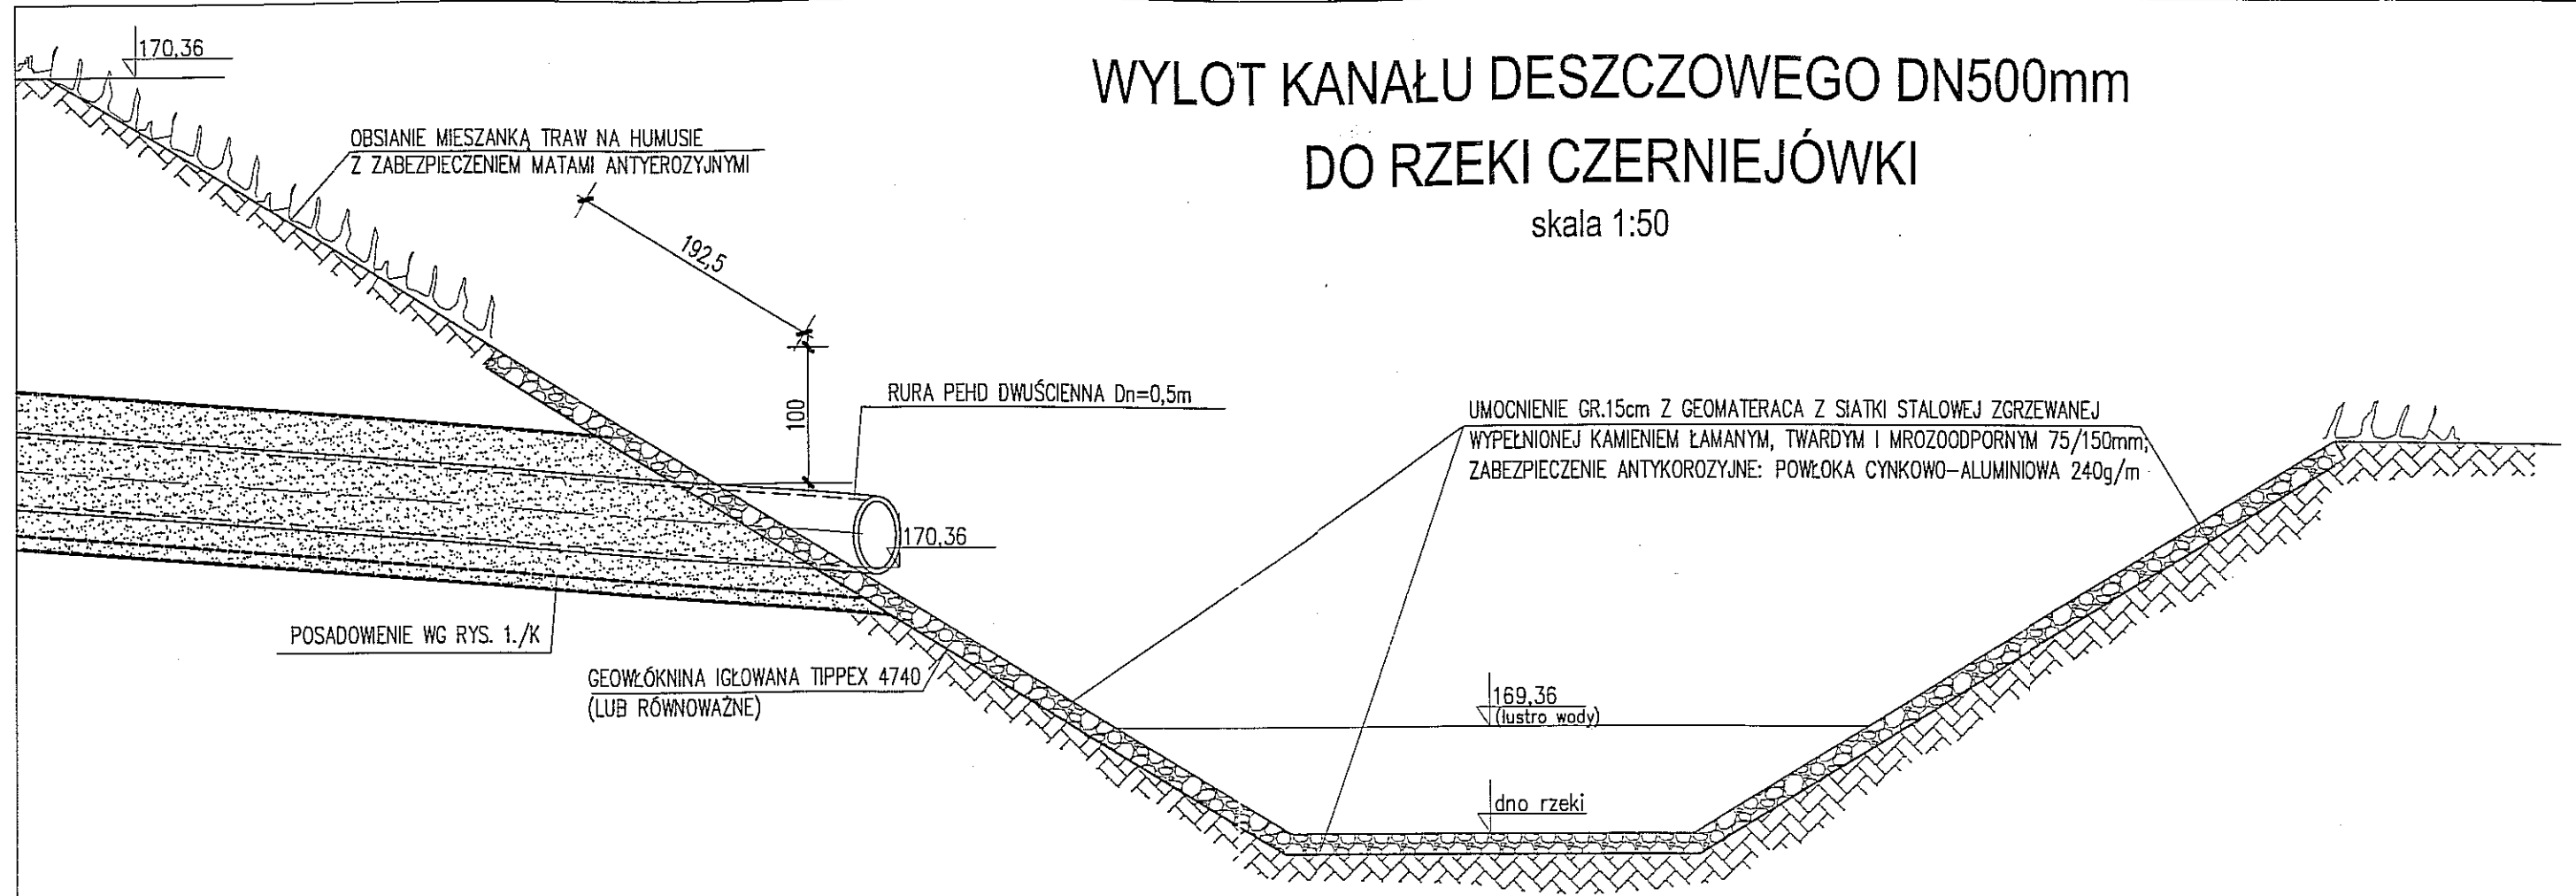 WYLOT KANAŁU DESZCZOWEGO DN500mm
DO RZEKI CZERNIEJÓWKI
skala 1:50
170,36
OBSIANIE MIESZANKĄ TRAW NA HUMUSIE
Z ZABEZPIECZENIEM MATAMI ANTYEROZYJNYMI
192,5
100
RURA PEHD DWUŚCIENNA Dn=0,5m
170,36
UMOCNIENIE GR.15cm Z GEOMATERACA Z SIATKI STALOWEJ ZGRZEWANEJ
WYPEŁNIONEJ KAMIENIEM ŁAMANYM, TWARDYM I MROZOODPORNYM 75/150mm;
ZABEZPIECZENIE ANTYKOROZYJNE: POWŁOKA CYNKOWO-ALUMINIOWA 240g/m
POSADOWIENIE WG RYS. 1./K
GEOWŁÓKNINA IGŁOWANA TIPPEX 4740
(LUB RÓWNOWAŻNE)
169,36
(lustro wody)
dno rzeki